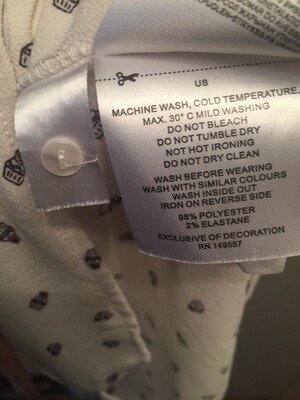 US
MACHINE WASH, COLD TEMPERATURE,
MAX. 30° C MILD WASHING
DO NOT BLEACH
DO NOT TUMBLE DRY
NOT HOT IRONING
DO NOT DRY CLEAN
WASH BEFORE WEARING
WASH WITH SIMILAR COLOURS
WASH INSIDE OUT
IRON ON REVERSE SIDE
98% POLYESTER
2% ELASTANE
EXCLUSIVE OF DECORATION
RN 149557